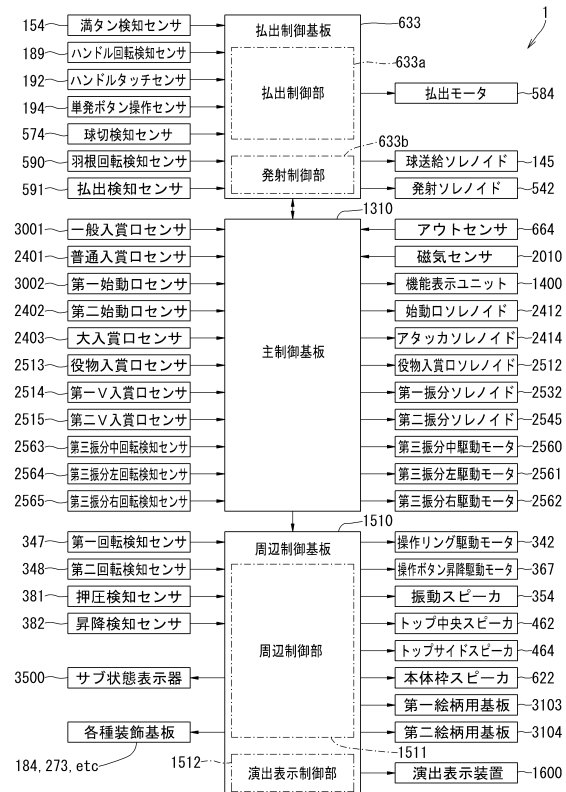 1
154 満タン検知センサ
189 ハンドル回転検知センサ
192 ハンドルタッチセンサ
194 単発ボタン操作センサ
574 球切検知センサ
590 羽根回転検知センサ
591 払出検知センサ
払出制御基板 633
払出制御部 633a
発射制御部 633b
払出モータ 584
球送給ソレノイド 145
発射ソレノイド 542
1310
主制御基板
3001 一般入賞口センサ
2401 普通入賞口センサ
3002 第一始動口センサ
2402 第二始動口センサ
2403 大入賞口センサ
2513 役物入賞口センサ
2514 第一V入賞口センサ
2515 第二V入賞口センサ
2563 第三振分中回転検知センサ
2564 第三振分左回転検知センサ
2565 第三振分右回転検知センサ
アウトセンサ 664
磁気センサ 2010
機能表示ユニット 1400
始動口ソレノイド 2412
アタッカソレノイド 2414
役物入賞口ソレノイド 2512
第一振分ソレノイド 2532
第二振分ソレノイド 2545
第三振分中駆動モータ 2560
第三振分左駆動モータ 2561
第三振分右駆動モータ 2562
1510
周辺制御基板
周辺制御部
1511
1512 演出表示制御部
347 第一回転検知センサ
348 第二回転検知センサ
381 押圧検知センサ
382 昇降検知センサ
3500 サブ状態表示器
各種装飾基板
184, 273, etc
操作リング駆動モータ 342
操作ボタン昇降駆動モータ 367
振動スピーカ 354
トップ中央スピーカ 462
トップサイドスピーカ 464
本体枠スピーカ 622
第一絵柄用基板 3103
第二絵柄用基板 3104
演出表示装置 1600